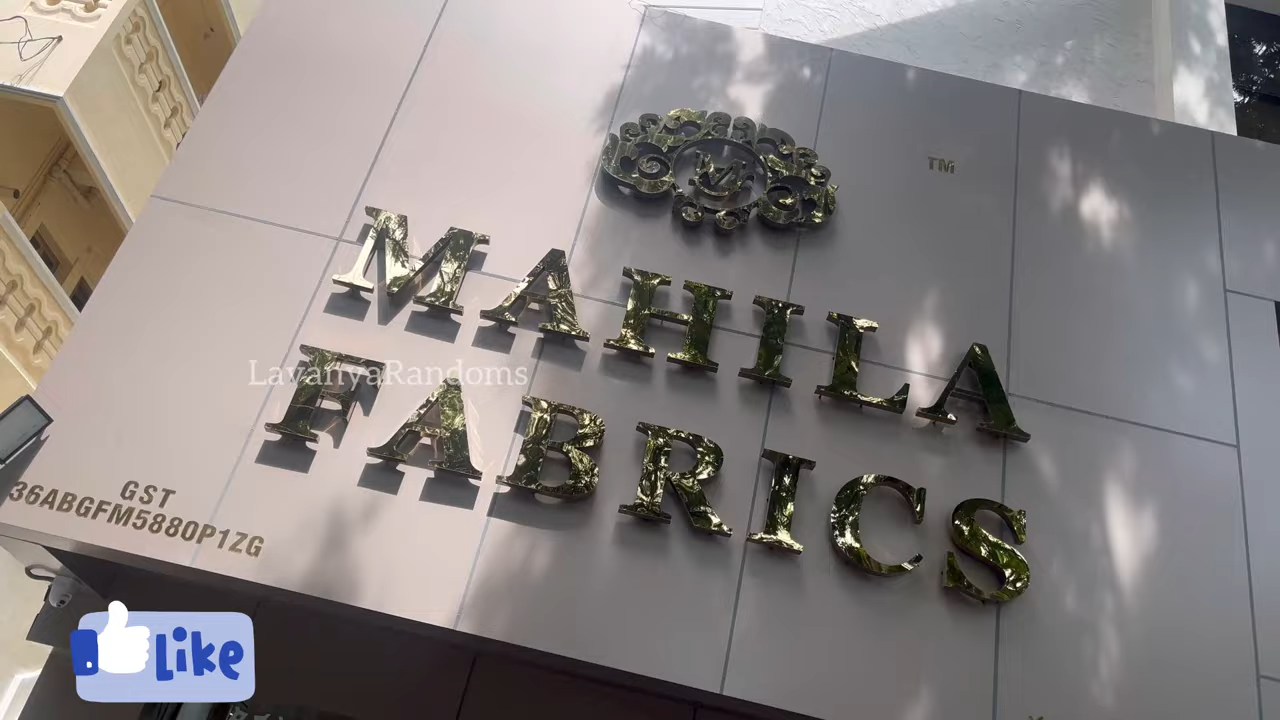 TM
MAHILA
FABRICS
LavanyaRandoms
GST
36ABGFM5880P1ZG
Like